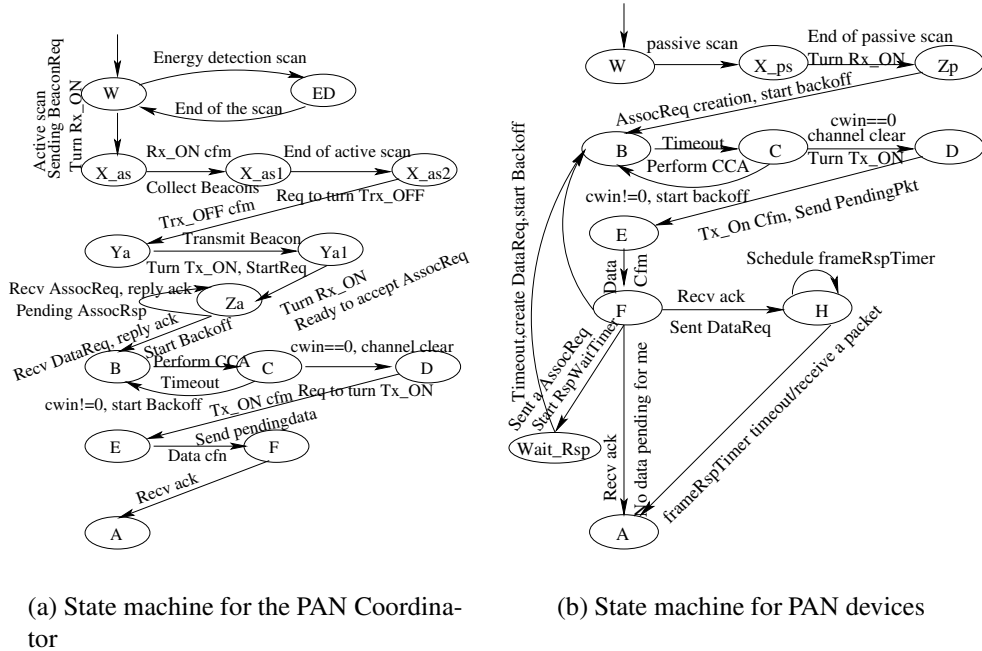 W
Energy detection scan
ED
End of the scan
Active scan
Sending BeaconReq
Turn Rx_ON
X_as
Rx_ON cfm
Collect Beacons
X_as1
End of active scan
X_as2
Req to turn Trx_OFF
Trx_OFF cfm
Ya
Transmit Beacon
Turn Tx_ON, StartReq
Ya1
Turn Rx_ON
Ready to accept AssocReq
Recv AssocReq, reply ack
Pending AssocRsp
Za
Recv DataReq, reply ack
Start Backoff
B
Perform CCA
Timeout
C
cwin==0, channel clear
D
cwin!=0, start Backoff
Req to turn Tx_ON
Tx_ON cfm
E
Send pendingdata
Data cfn
F
Recv ack
A
(a) State machine for the PAN Coordina-
tor
W
passive scan
X_ps
End of passive scan
Turn Rx_ON
Zp
AssocReq creation, start backoff
B
Timeout
Perform CCA
C
cwin==0
channel clear
Turn Tx_ON
D
cwin!=0, start backoff
Tx_On Cfm, Send PendingPkt
E
Data
Cfm
F
Recv ack
Sent DataReq
Schedule frameRspTimer
H
Timeout,create DataReq,start Backoff
Sent a AssocReq
Start RspWaitTimer
Wait_Rsp
Recv ack
No data pending for me
frameRspTimer timeout/receive a packet
A
(b) State machine for PAN devices